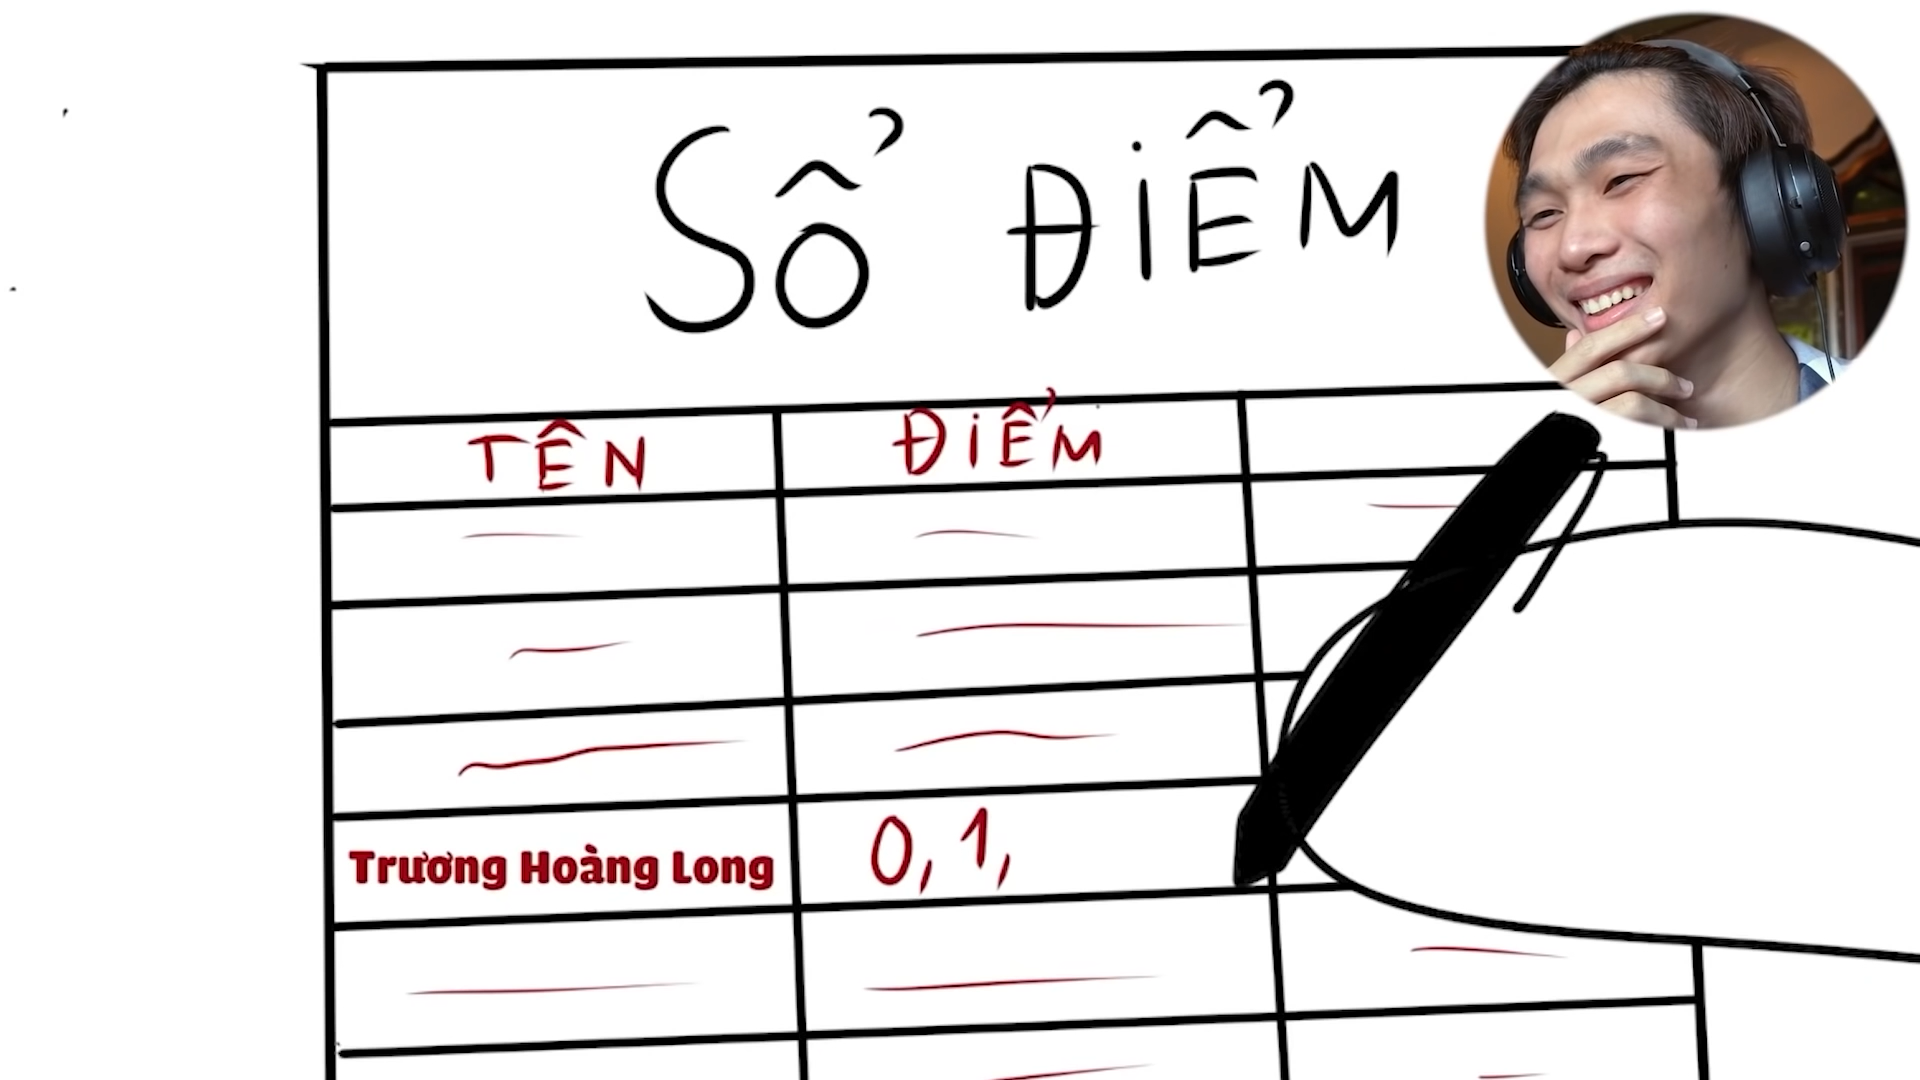 SỔ ĐIỂM
TÊN ĐIỂM
Trương Hoàng Long 0, 1,